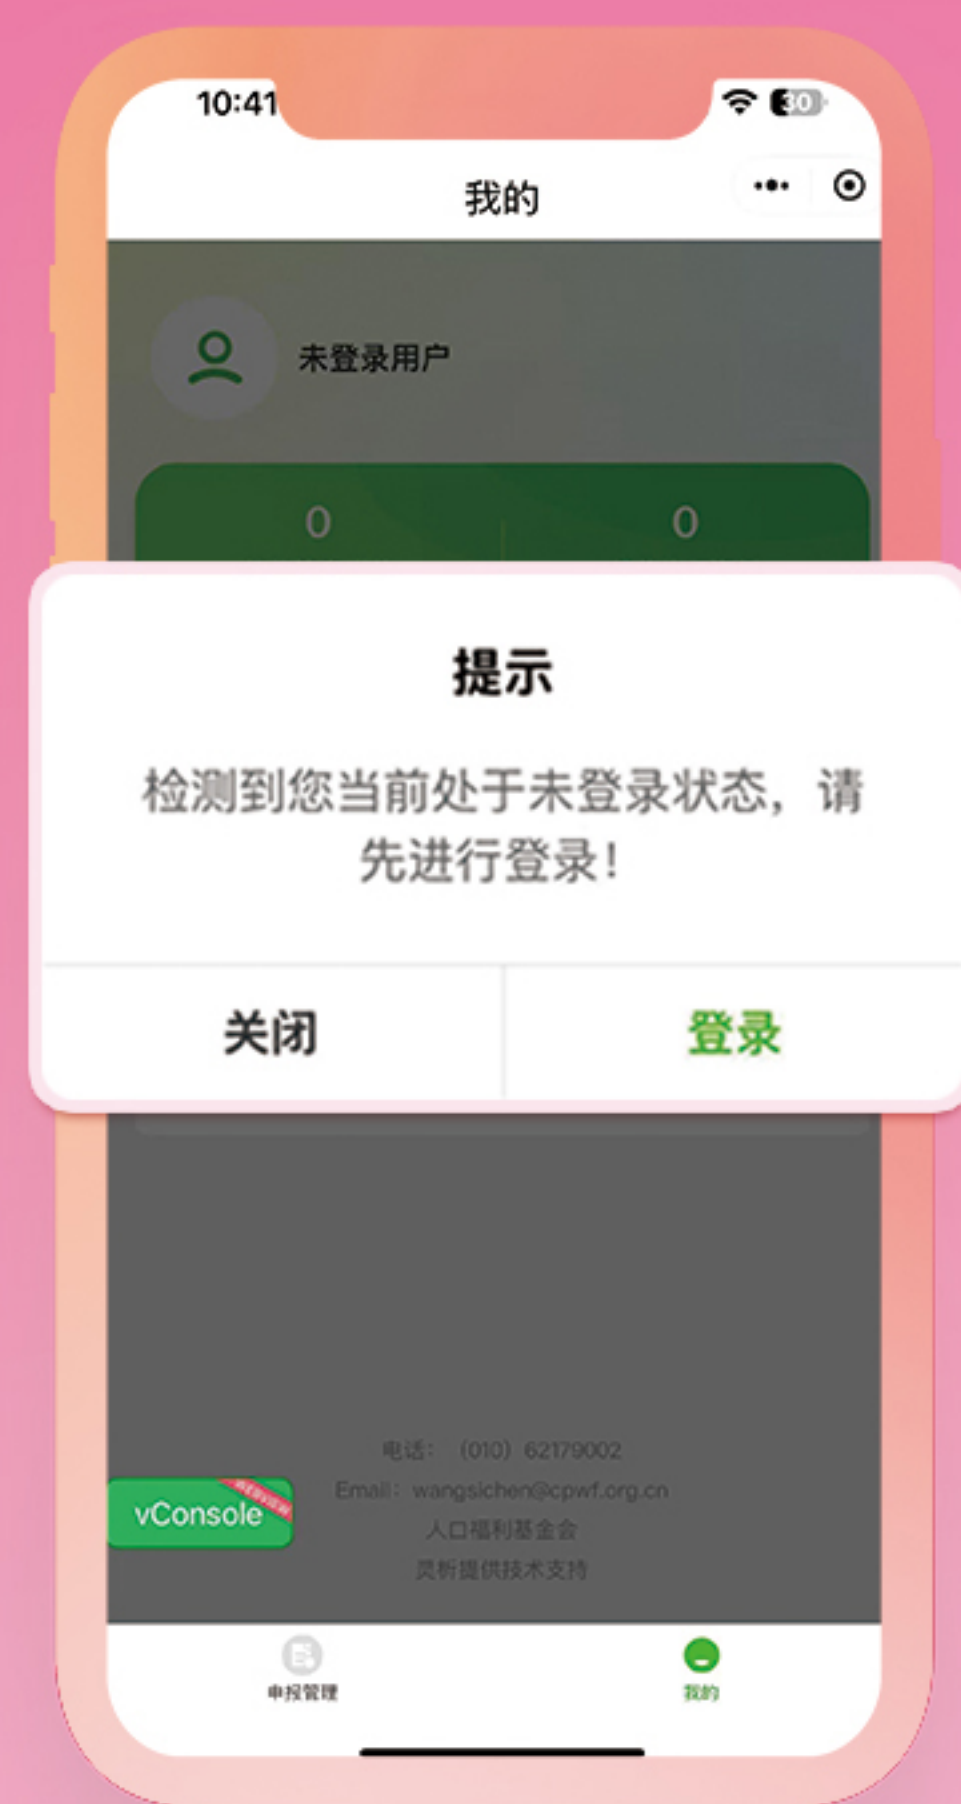 10:41
30
我的
未登录用户
0
0
提示
检测到您当前处于未登录状态，请
先进行登录！
关闭
登录
电话：（010）62179002
Email：wangsichen@cpwf.org.cn
人口福利基金会
灵析提供技术支持
vConsole
申报管理
我的